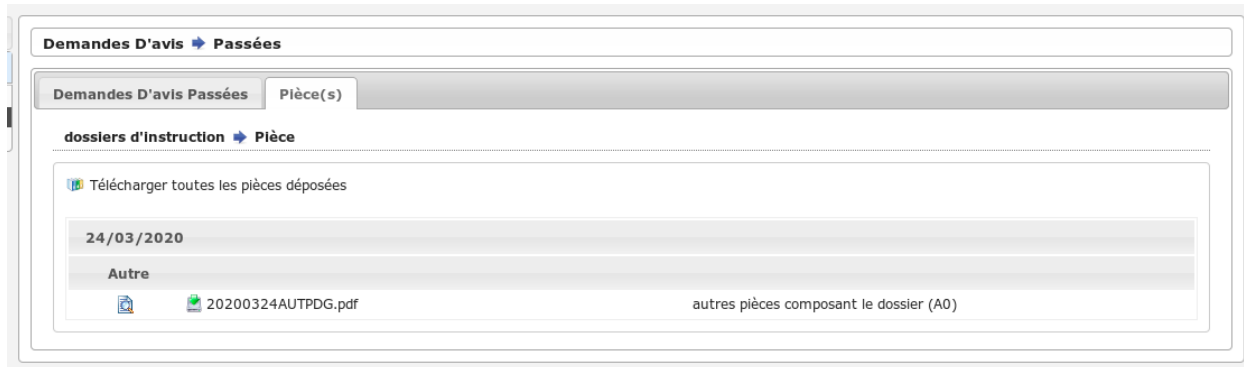 Demandes D'avis Passées
Demandes D'avis Passées Pièce(s)
dossiers d'instruction Pièce
Télécharger toutes les pièces déposées
24/03/2020
Autre
20200324AUTPDG.pdf autres pièces composant le dossier (A0)